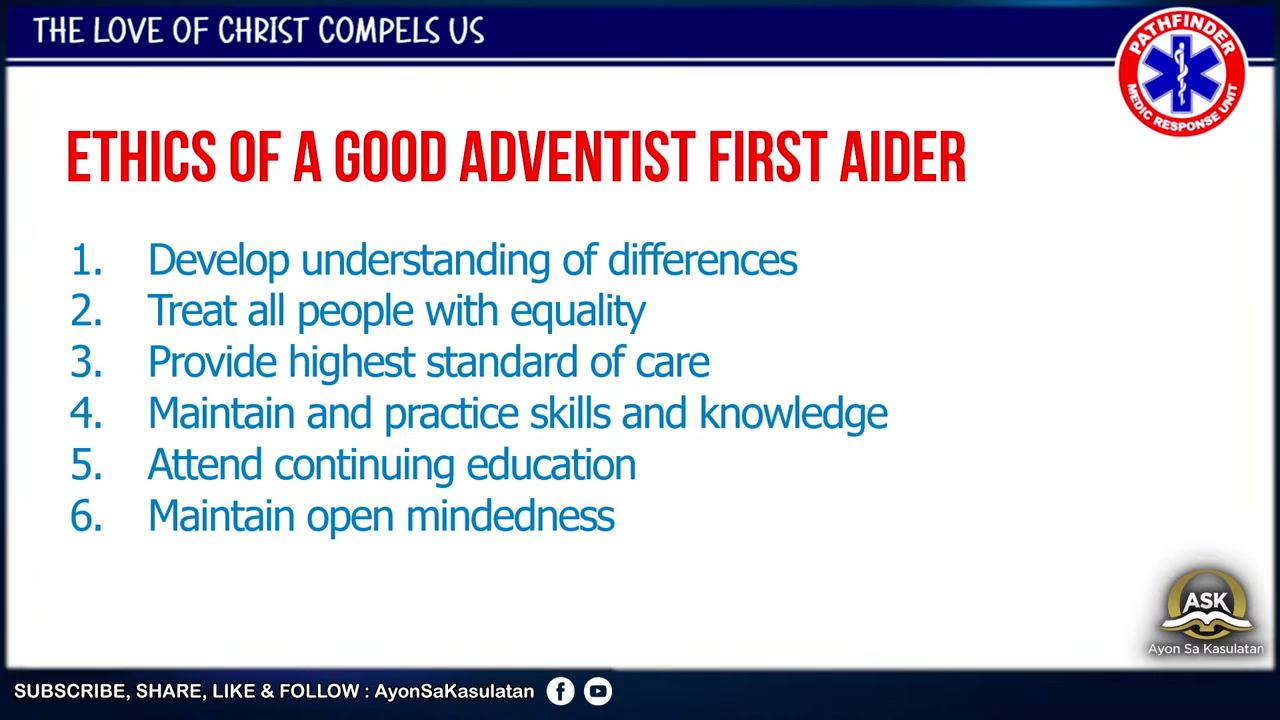 THE LOVE OF CHRIST COMPELS US
PATHFINDER
MEDIC RESPONSE UNIT
ETHICS OF A GOOD ADVENTIST FIRST AIDER
1. Develop understanding of differences
2. Treat all people with equality
3. Provide highest standard of care
4. Maintain and practice skills and knowledge
5. Attend continuing education
6. Maintain open mindedness
ASK
Ayon Sa Kasulatan
SUBSCRIBE, SHARE, LIKE & FOLLOW : AyonSaKasulatan